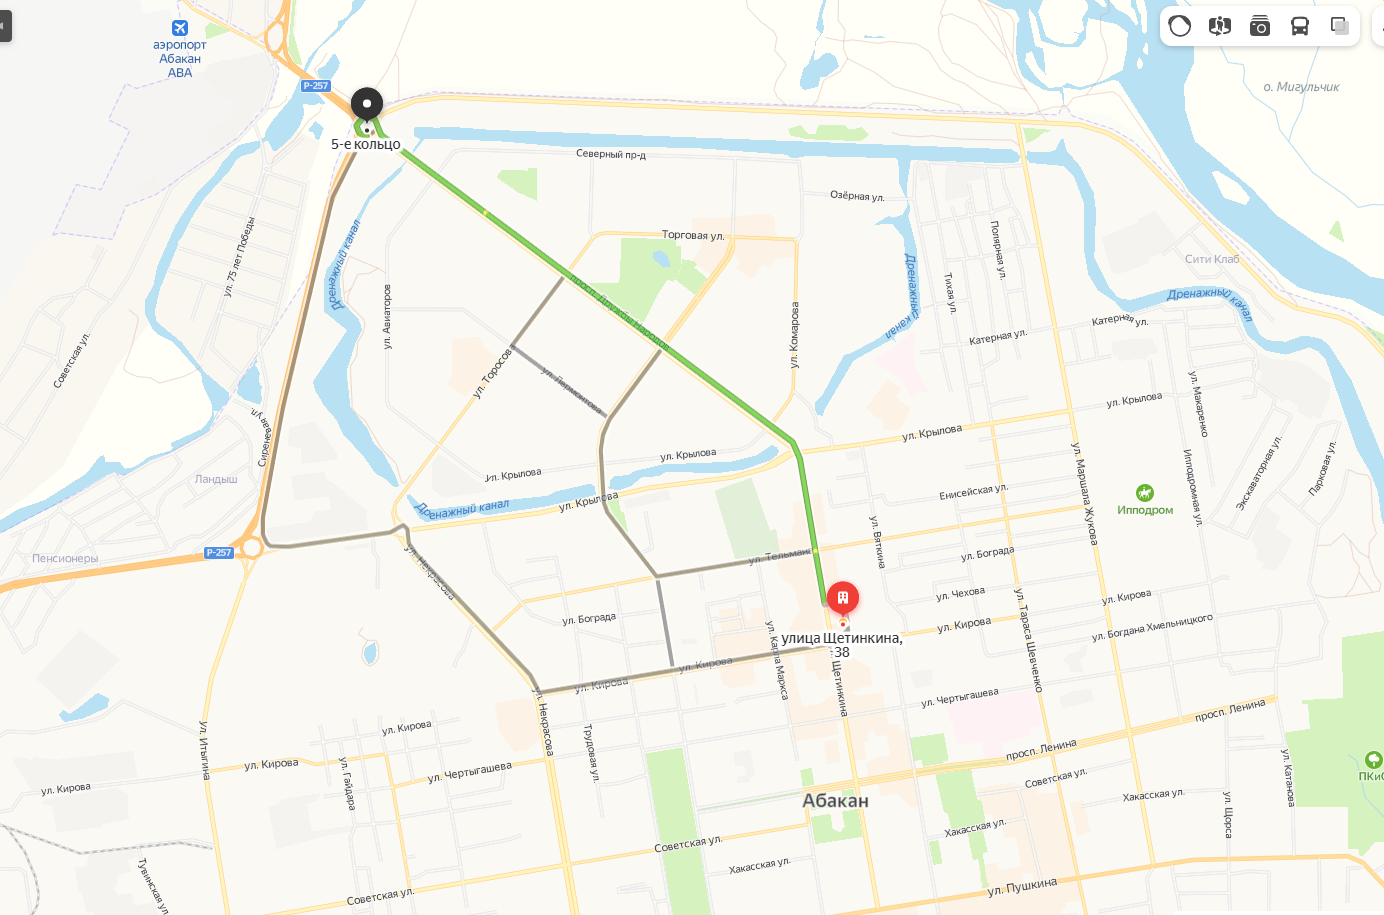 аэропорт
Абакан
ABA
Р-257
о. Мигульчик
5-е кольцо
Северный пр-д
Озёрная ул.
Торговая ул.
Полярная ул.
ул. 75 лет Победы
Дренажный канал
Дренажный канал
Сити Клаб
Тихая ул.
Дренажный канал
просп. Дружбы Народов
ул. Авиаторов
ул. Комарова
Катерная ул.
Катерная ул.
Советская ул.
ул. Торосова
ул. Лермонтова
ул. Макаренко
ул. Крылова
Сиреневая ул.
ул. Крылова
ул. Маршала Жукова
Экскаваторная ул.
Парковая ул.
ул. Крылова
Ландыш
ул. Крылова
Ипподромная ул.
Енисейская ул.
ул. Крылова
Дренажный канал
Ипподром
ул. Вяткина
Р-257
Пенсионеры
ул. Тельмана
ул. Бограда
ул. Некрасова
ул. Чехова
ул. Кирова
ул. Тараса Шевченко
ул. Бограда
ул. Кирова
ул. Богдана Хмельницкого
улица Щетинкина,
38
ул. Карла Маркса
ул. Кирова
ул. Кирова
Щетинкина
ул. Чертыгашева
просп. Ленина
ул. Некрасова
ул. Итыгина
ул. Кирова
Трудовая ул.
просп. Ленина
ул. Кирова
ул. Гайдара
ул. Чертыгашева
Советская ул.
ул. Катанова
ПКиО
ул. Кирова
Абакан
Хакасская ул.
ул. Щорса
Хакасская ул.
Советская ул.
Хакасская ул.
Тувинская ул.
Советская ул.
ул. Пушкина